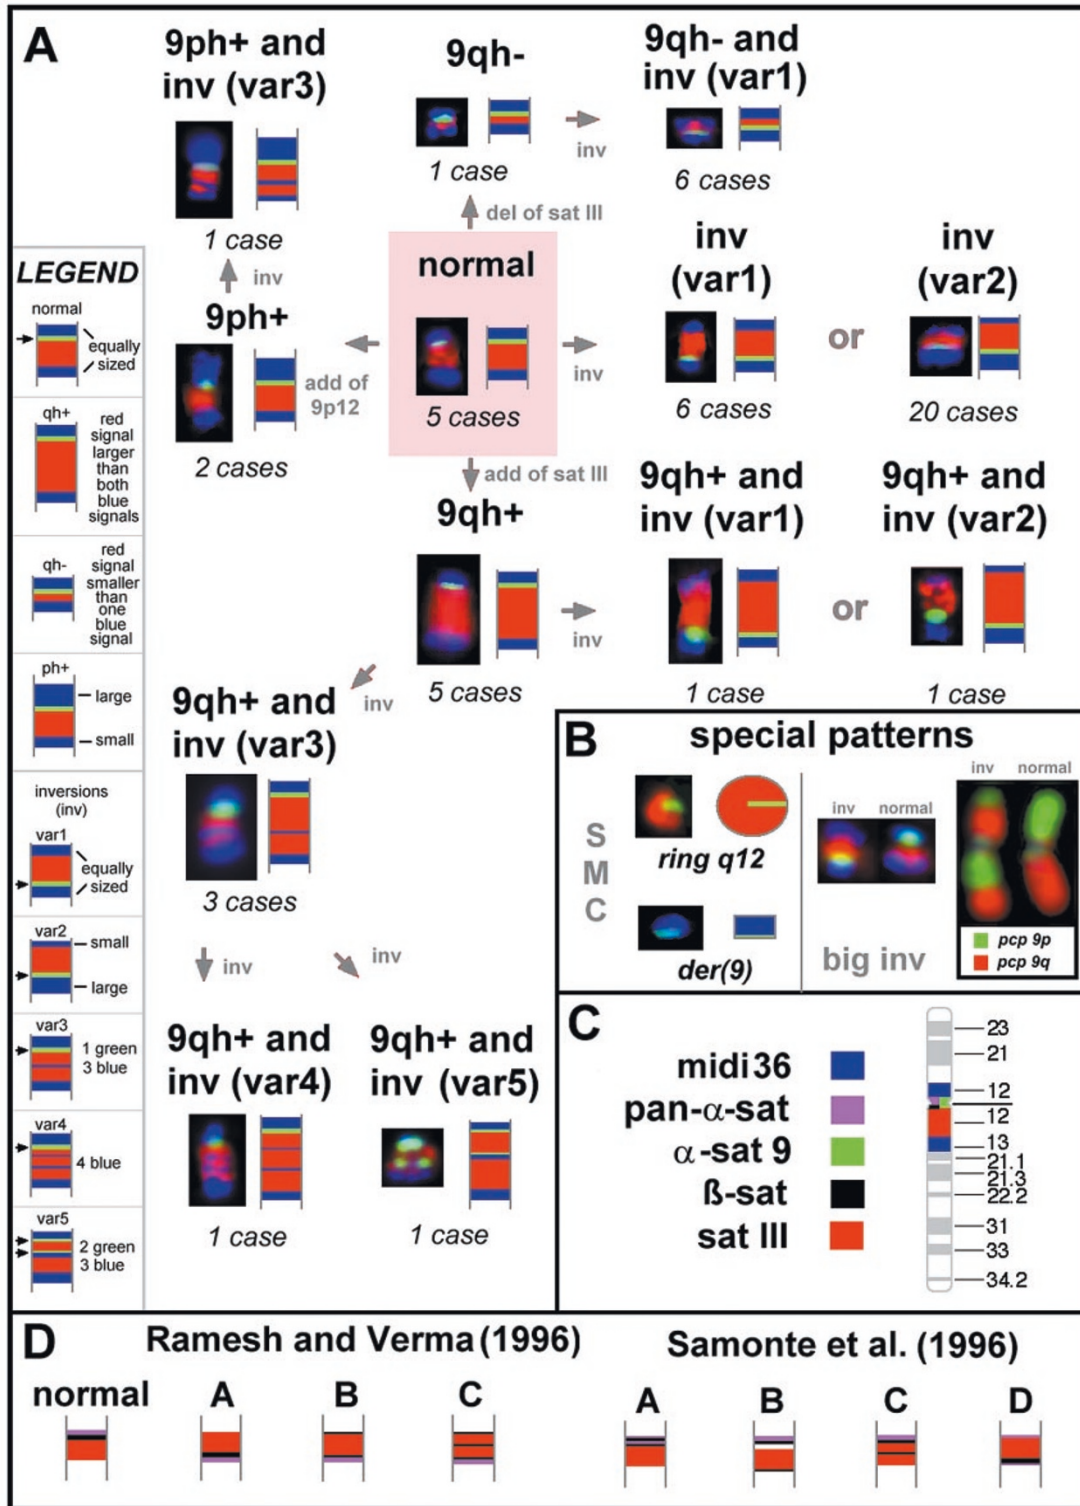 A
9ph+ and
inv (var3)
1 case
inv
9ph+
2 cases
add of
9p12
9qh-
1 case
inv
del of sat III
9qh- and
inv (var1)
6 cases
normal
5 cases
inv
inv
(var1)
6 cases
or
inv
(var2)
20 cases
add of sat III
9qh+
5 cases
inv
9qh+ and
inv (var1)
1 case
or
9qh+ and
inv (var2)
1 case
inv
9qh+ and
inv (var3)
3 cases
inv
inv
9qh+ and
inv (var4)
1 case
9qh+ and
inv (var5)
1 case
LEGEND
normal
equally
sized
qh+
red
signal
larger
than
both
blue
signals
qh-
red
signal
smaller
than
one
blue
signal
ph+
large
small
inversions
(inv)
var1
equally
sized
var2
small
large
var3
1 green
3 blue
var4
4 blue
var5
2 green
3 blue
B
special patterns
S
M
C
ring q12
der(9)
inv normal
big inv
inv normal
pcp 9p
pcp 9q
C
midi 36
pan-α-sat
α-sat 9
ß-sat
sat III
23
21
12
12
13
21.1
21.3
22.2
31
33
34.2
D
Ramesh and Verma (1996)
normal A B C
Samonte et al. (1996)
A B C D